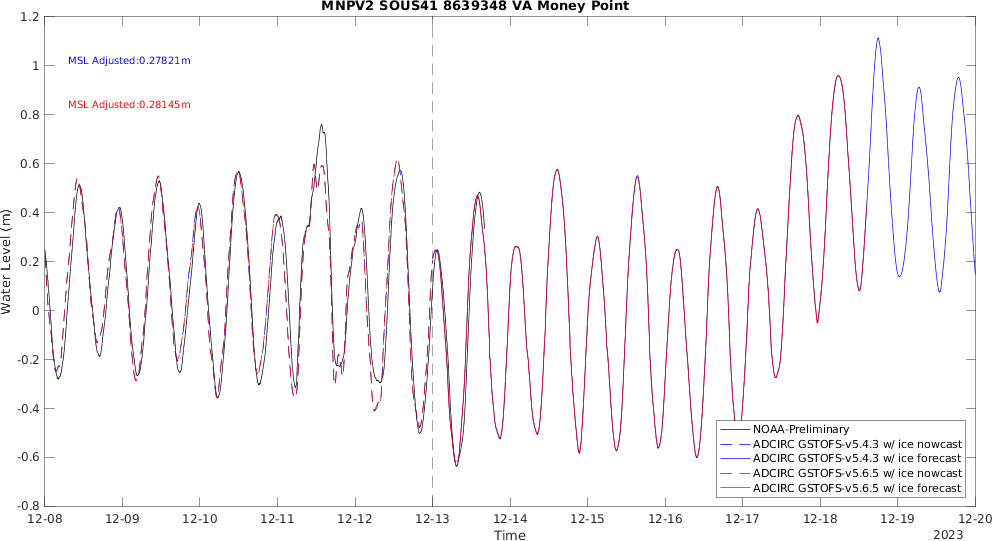 MNPV2 SOUS41 8639348 VA Money Point
1.2
1
0.8
0.6
0.4
0.2
0
-0.2
-0.4
-0.6
-0.8
Water Level (m)
MSL Adjusted:0.27821m
MSL Adjusted:0.28145m
NOAA-Preliminary
ADCIRC GSTOFS-v5.4.3 w/ ice nowcast
ADCIRC GSTOFS-v5.4.3 w/ ice forecast
ADCIRC GSTOFS-v5.6.5 w/ ice nowcast
ADCIRC GSTOFS-v5.6.5 w/ ice forecast
12-08 12-09 12-10 12-11 12-12 12-13 12-14 12-15 12-16 12-17 12-18 12-19 12-20
Time
2023